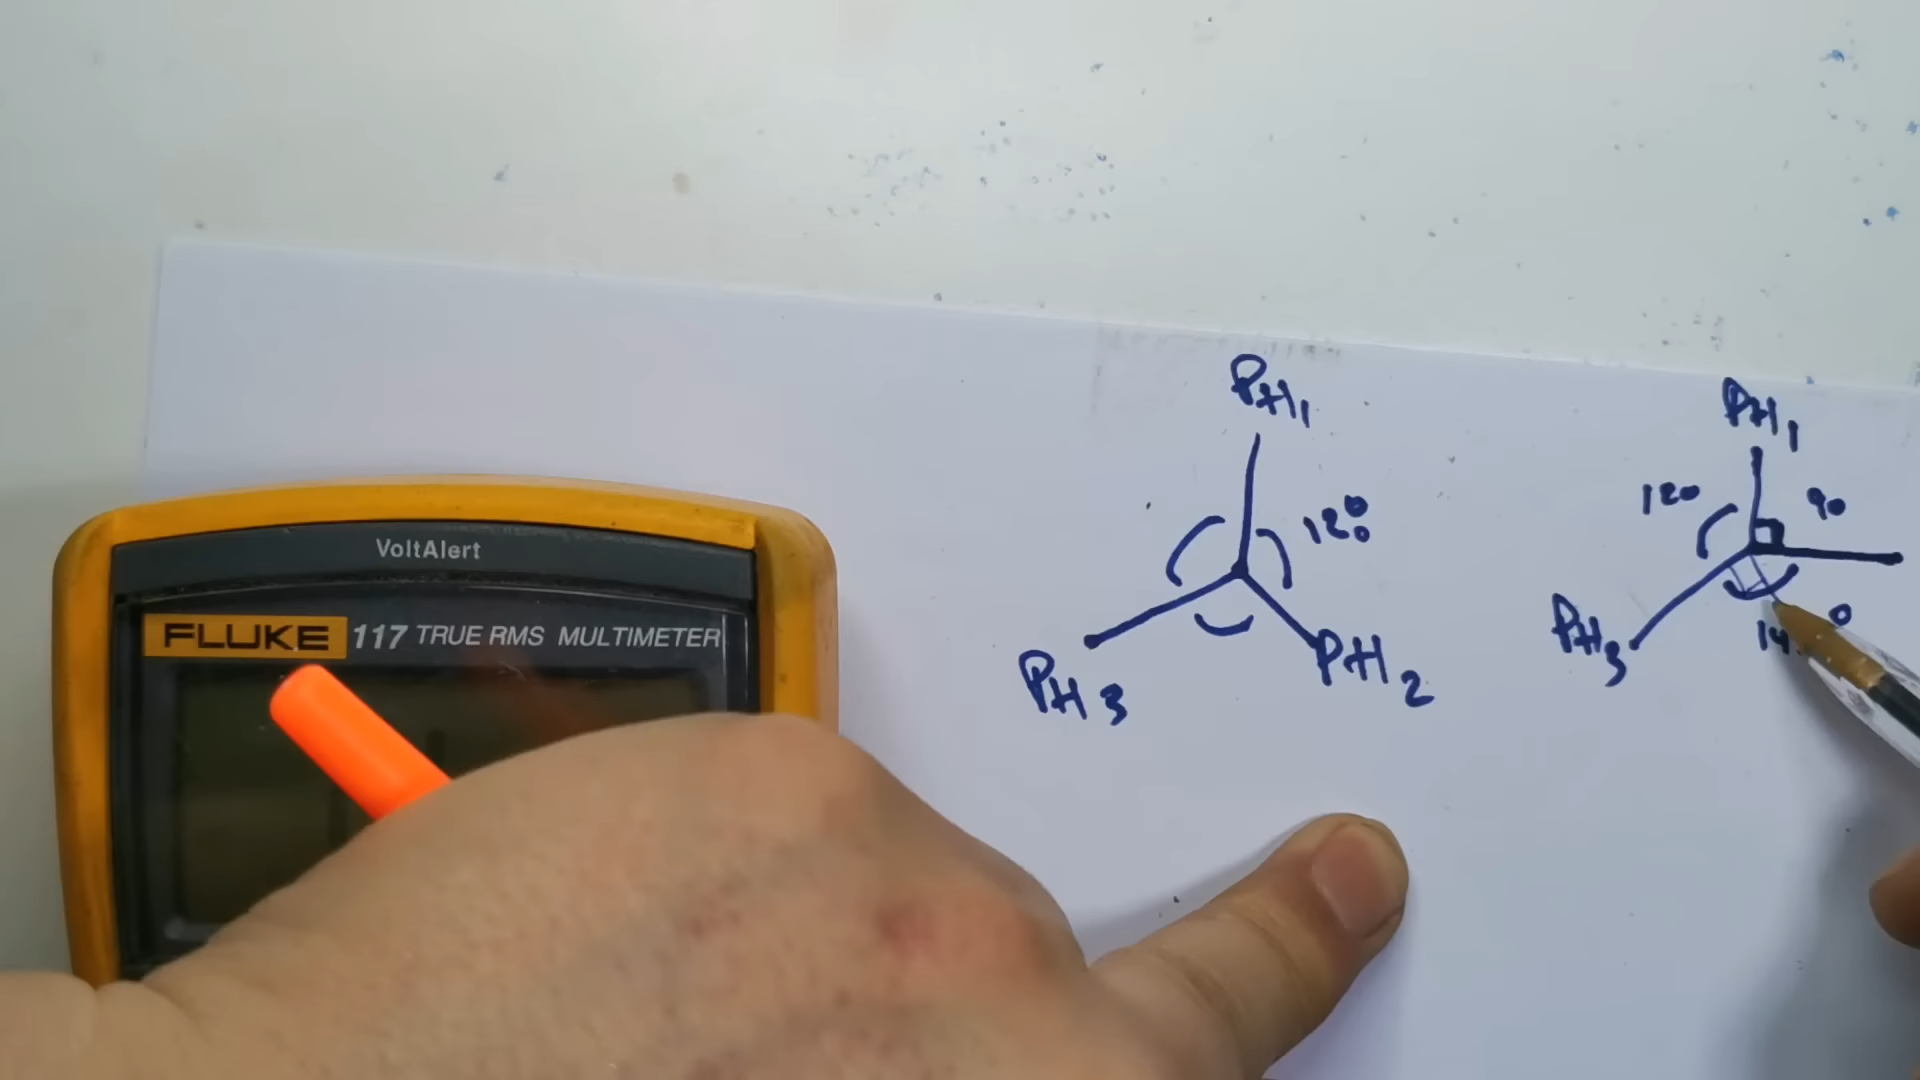 VoltAlert
FLUKE 117 TRUE RMS MULTIMETER
PH1
120°
PH3
PH2
PH1
120
90
PH3